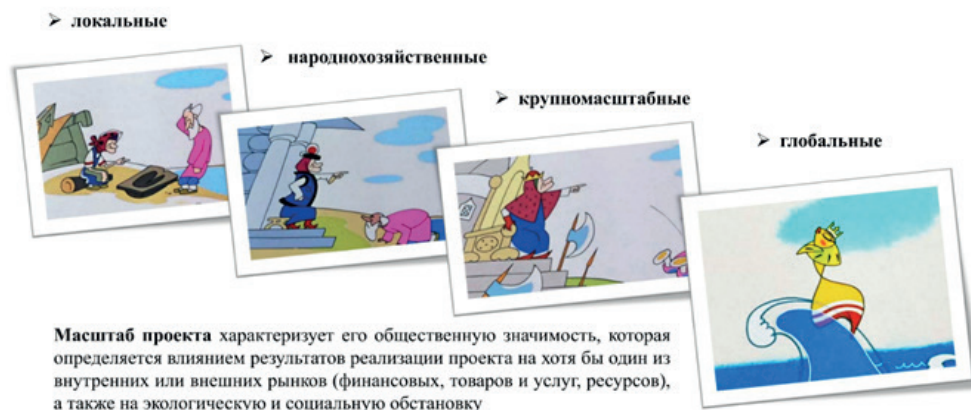 ➢ локальные
➢ народнохозяйственные
➢ крупномасштабные
➢ глобальные
Масштаб проекта характеризует его общественную значимость, которая
определяется влиянием результатов реализации проекта на хотя бы один из
внутренних или внешних рынков (финансовых, товаров и услуг, ресурсов),
а также на экологическую и социальную обстановку